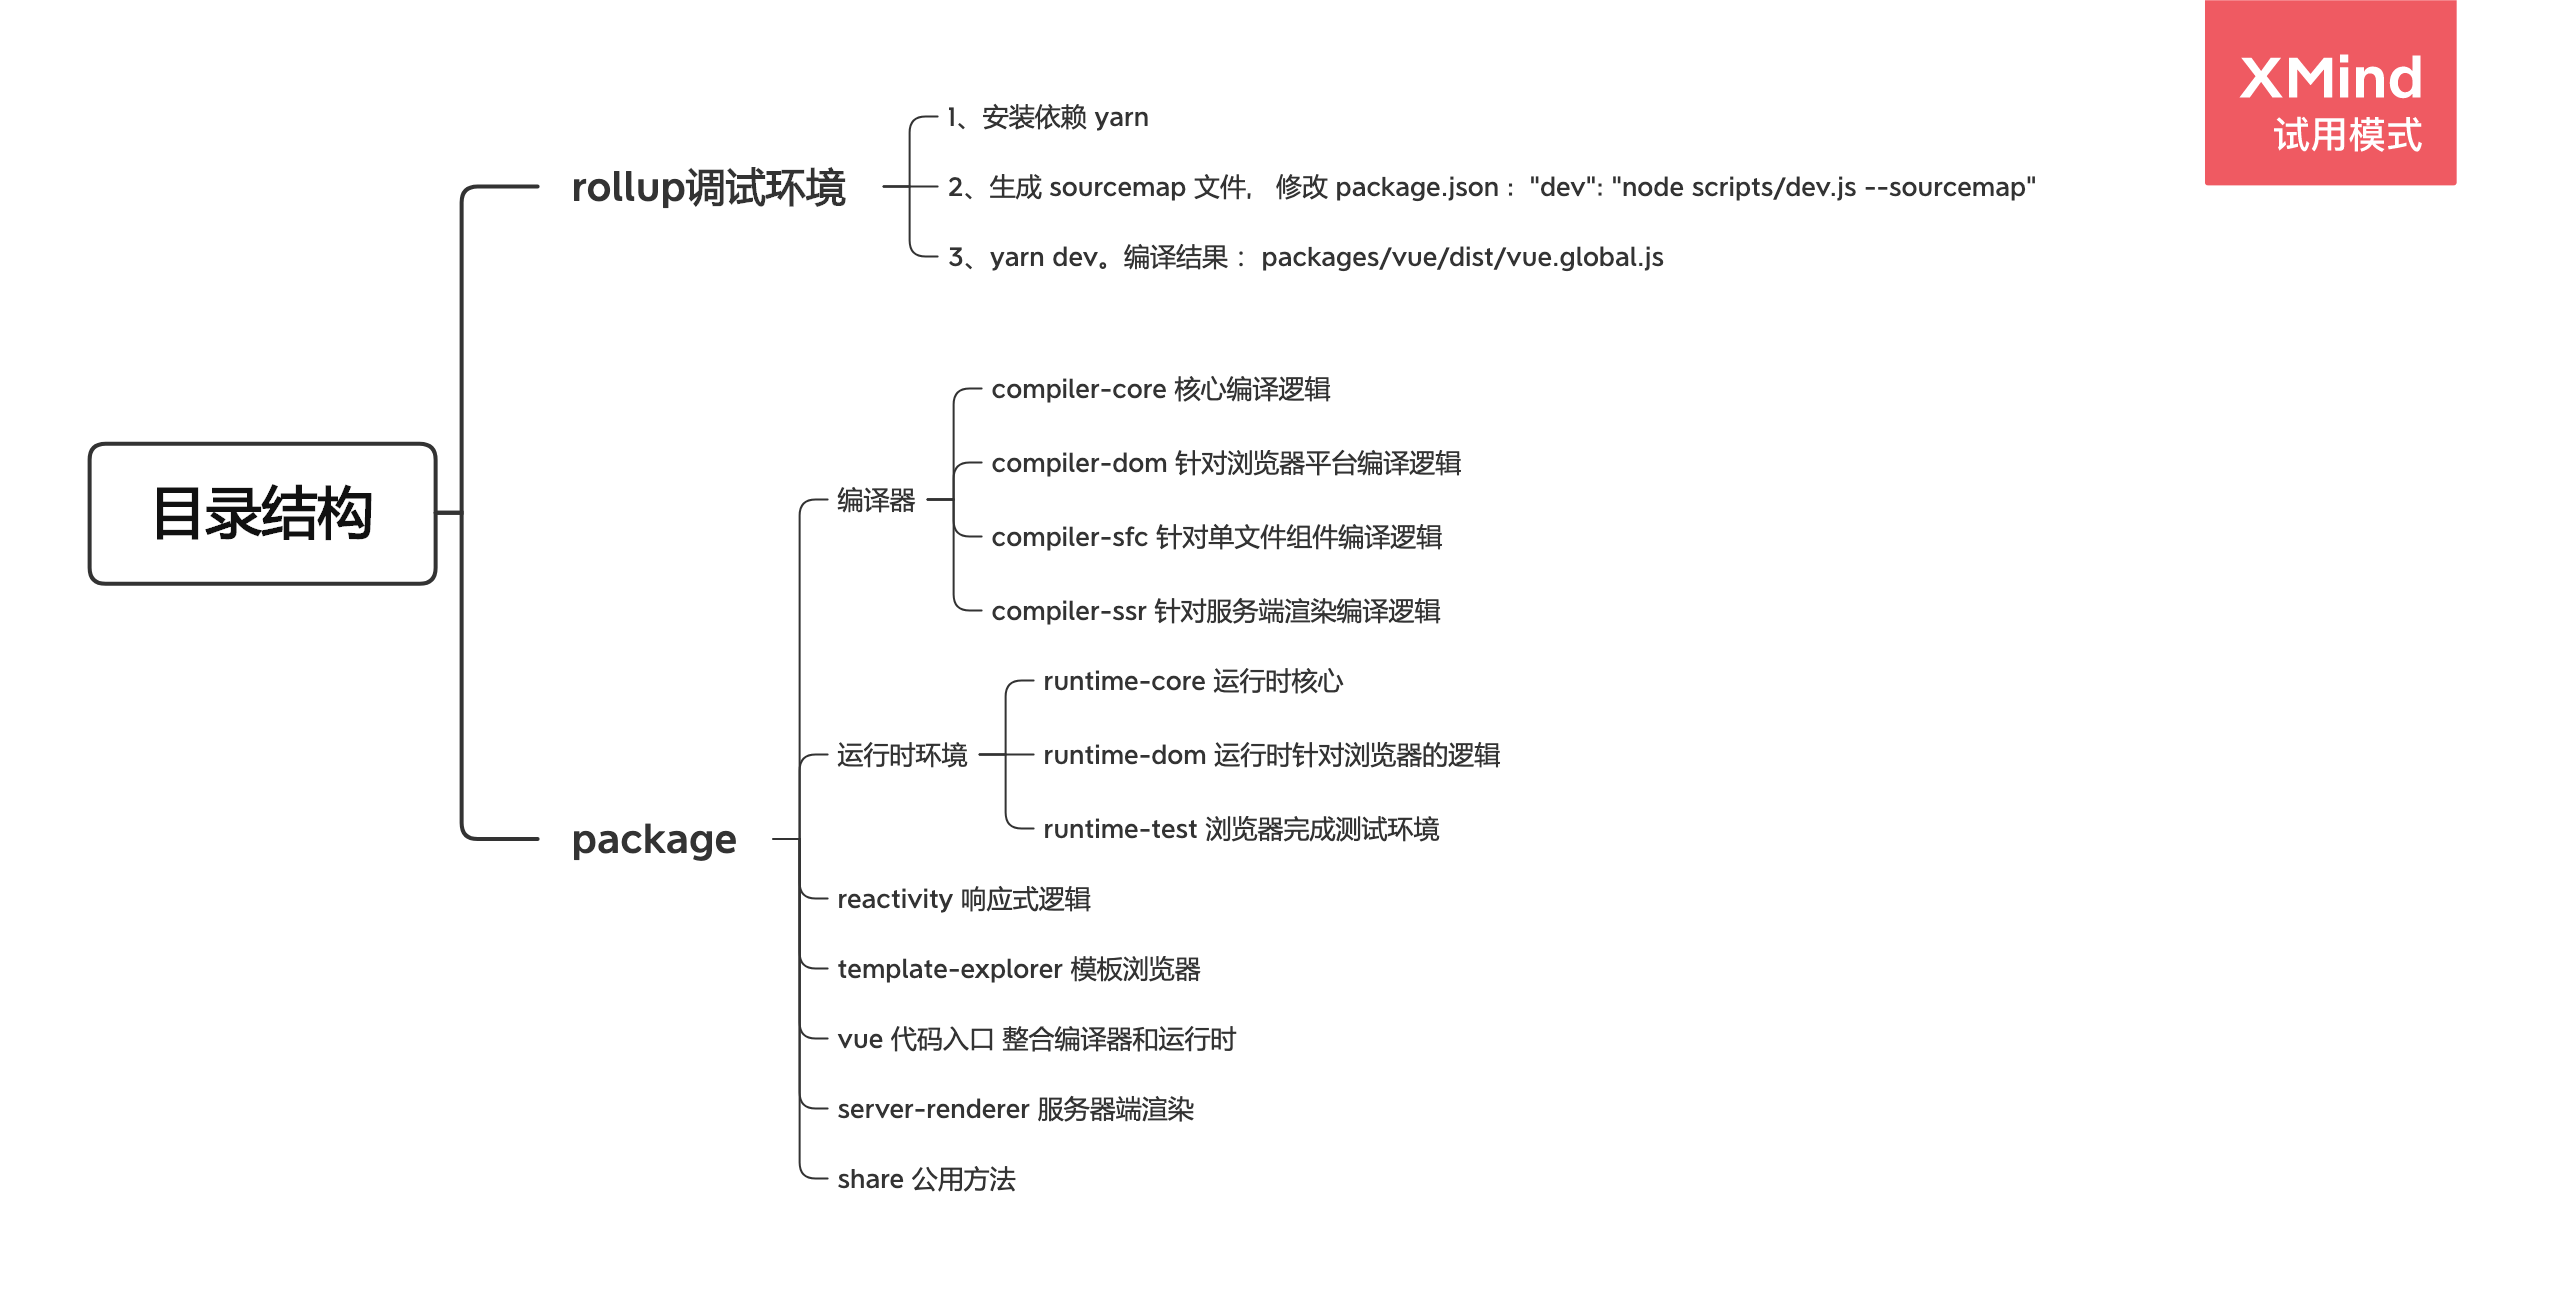 XMind
试用模式
目录结构
rollup调试环境
1、安装依赖 yarn
2、生成 sourcemap 文件, 修改 package.json : "dev": "node scripts/dev.js --sourcemap"
3、yarn dev。编译结果 : packages/vue/dist/vue.global.js
package
编译器
compiler-core 核心编译逻辑
compiler-dom 针对浏览器平台编译逻辑
compiler-sfc 针对单文件组件编译逻辑
compiler-ssr 针对服务端渲染编译逻辑
运行时环境
runtime-core 运行时核心
runtime-dom 运行时针对浏览器的逻辑
runtime-test 浏览器完成测试环境
reactivity 响应式逻辑
template-explorer 模板浏览器
vue 代码入口 整合编译器和运行时
server-renderer 服务器端渲染
share 公用方法